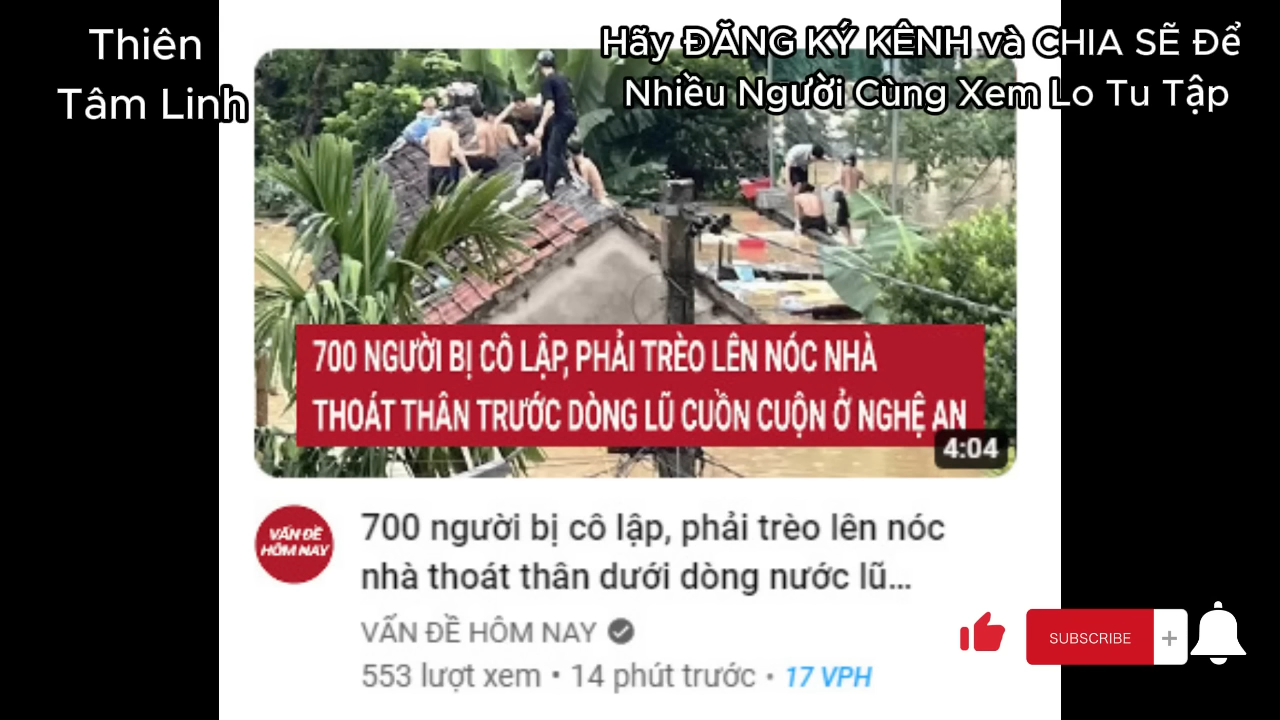 Thiên
Tâm Linh
Hãy ĐĂNG KÝ KÊNH và CHIA SẼ Để
Nhiều Người Cùng Xem Lo Tu Tập
700 NGƯỜI BỊ CÔ LẬP, PHẢI TRÈO LÊN NÓC NHÀ
THOÁT THÂN TRƯỚC DÒNG LŨ CUỒN CUỘN Ở NGHỆ AN
4:04
VẤN ĐỀ
HÔM NAY
700 người bị cô lập, phải trèo lên nóc
nhà thoát thân dưới dòng nước lũ...
VẤN ĐỀ HÔM NAY
553 lượt xem • 14 phút trước • 17 VPH
SUBSCRIBE +